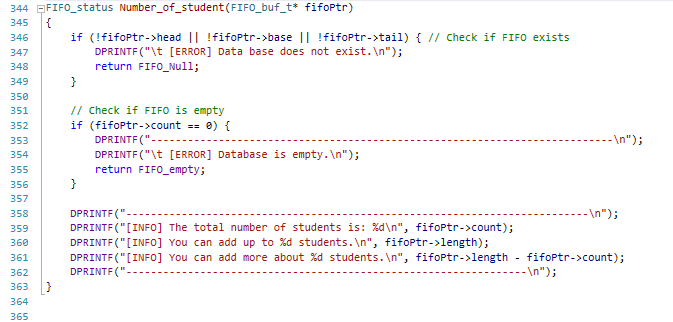 344 FIFO_status Number_of_student(FIFO_buf_t* fifoPtr)
345 {
346     if (!fifoPtr->head || !fifoPtr->base || !fifoPtr->tail) { // Check if FIFO exists
347         DPRINTF("\t [ERROR] Data base does not exist.\n");
348         return FIFO_Null;
349     }
350
351     // Check if FIFO is empty
352     if (fifoPtr->count == 0) {
353         DPRINTF("----------------------------------------------------------------------------\n");
354         DPRINTF("\t [ERROR] Database is empty.\n");
355         return FIFO_empty;
356     }
357
358     DPRINTF("----------------------------------------------------------------------------\n");
359     DPRINTF("[INFO] The total number of students is: %d\n", fifoPtr->count);
360     DPRINTF("[INFO] You can add up to %d students.\n", fifoPtr->length);
361     DPRINTF("[INFO] You can add more about %d students.\n", fifoPtr->length - fifoPtr->count);
362     DPRINTF("------------------------------------------------------------------\n");
363 }
364
365